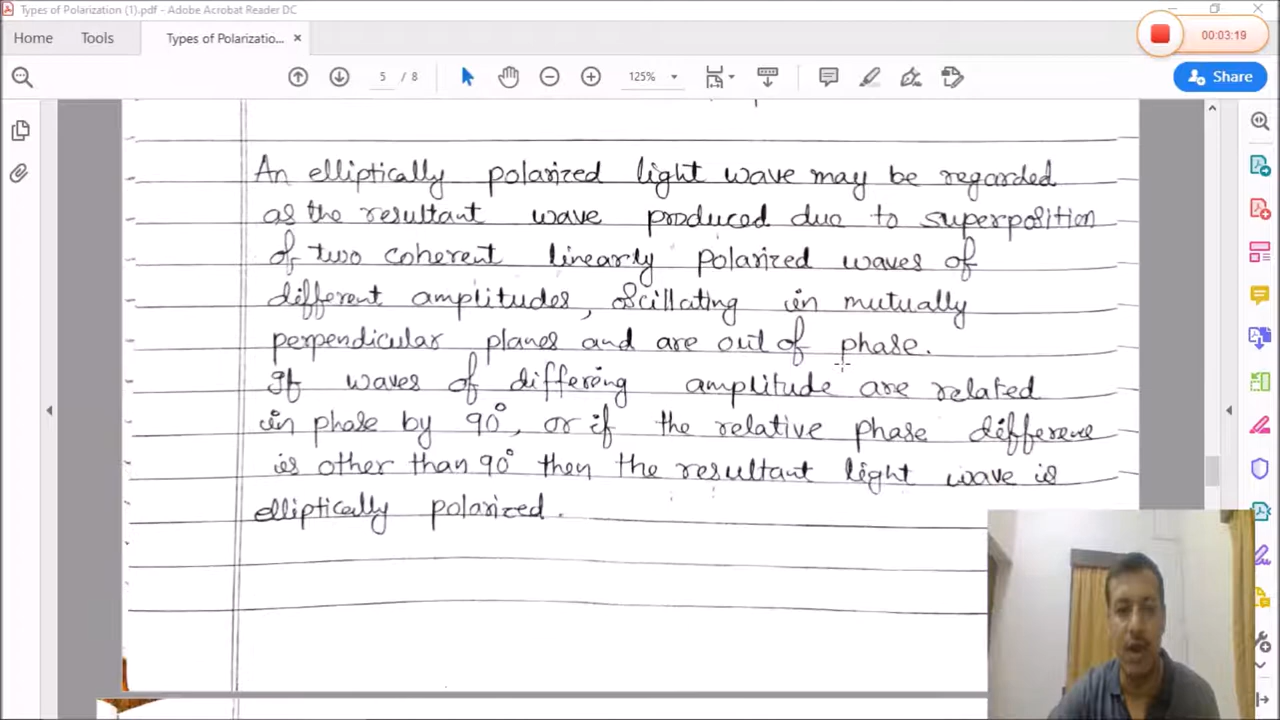 Types of Polarization (1).pdf - Adobe Acrobat Reader DC
00:03:19
Home Tools Types of Polarizatio... ×
5 / 8 125% Share
An elliptically polarized light wave may be regarded
as the resultant wave produced due to superposition
of two coherent linearly polarized waves of
different amplitudes, oscillating in mutually
perpendicular planes and are out of phase.
If waves of differing amplitude are related
in phase by 90°, or if the relative phase difference
is other than 90° then the resultant light wave is
elliptically polarized.